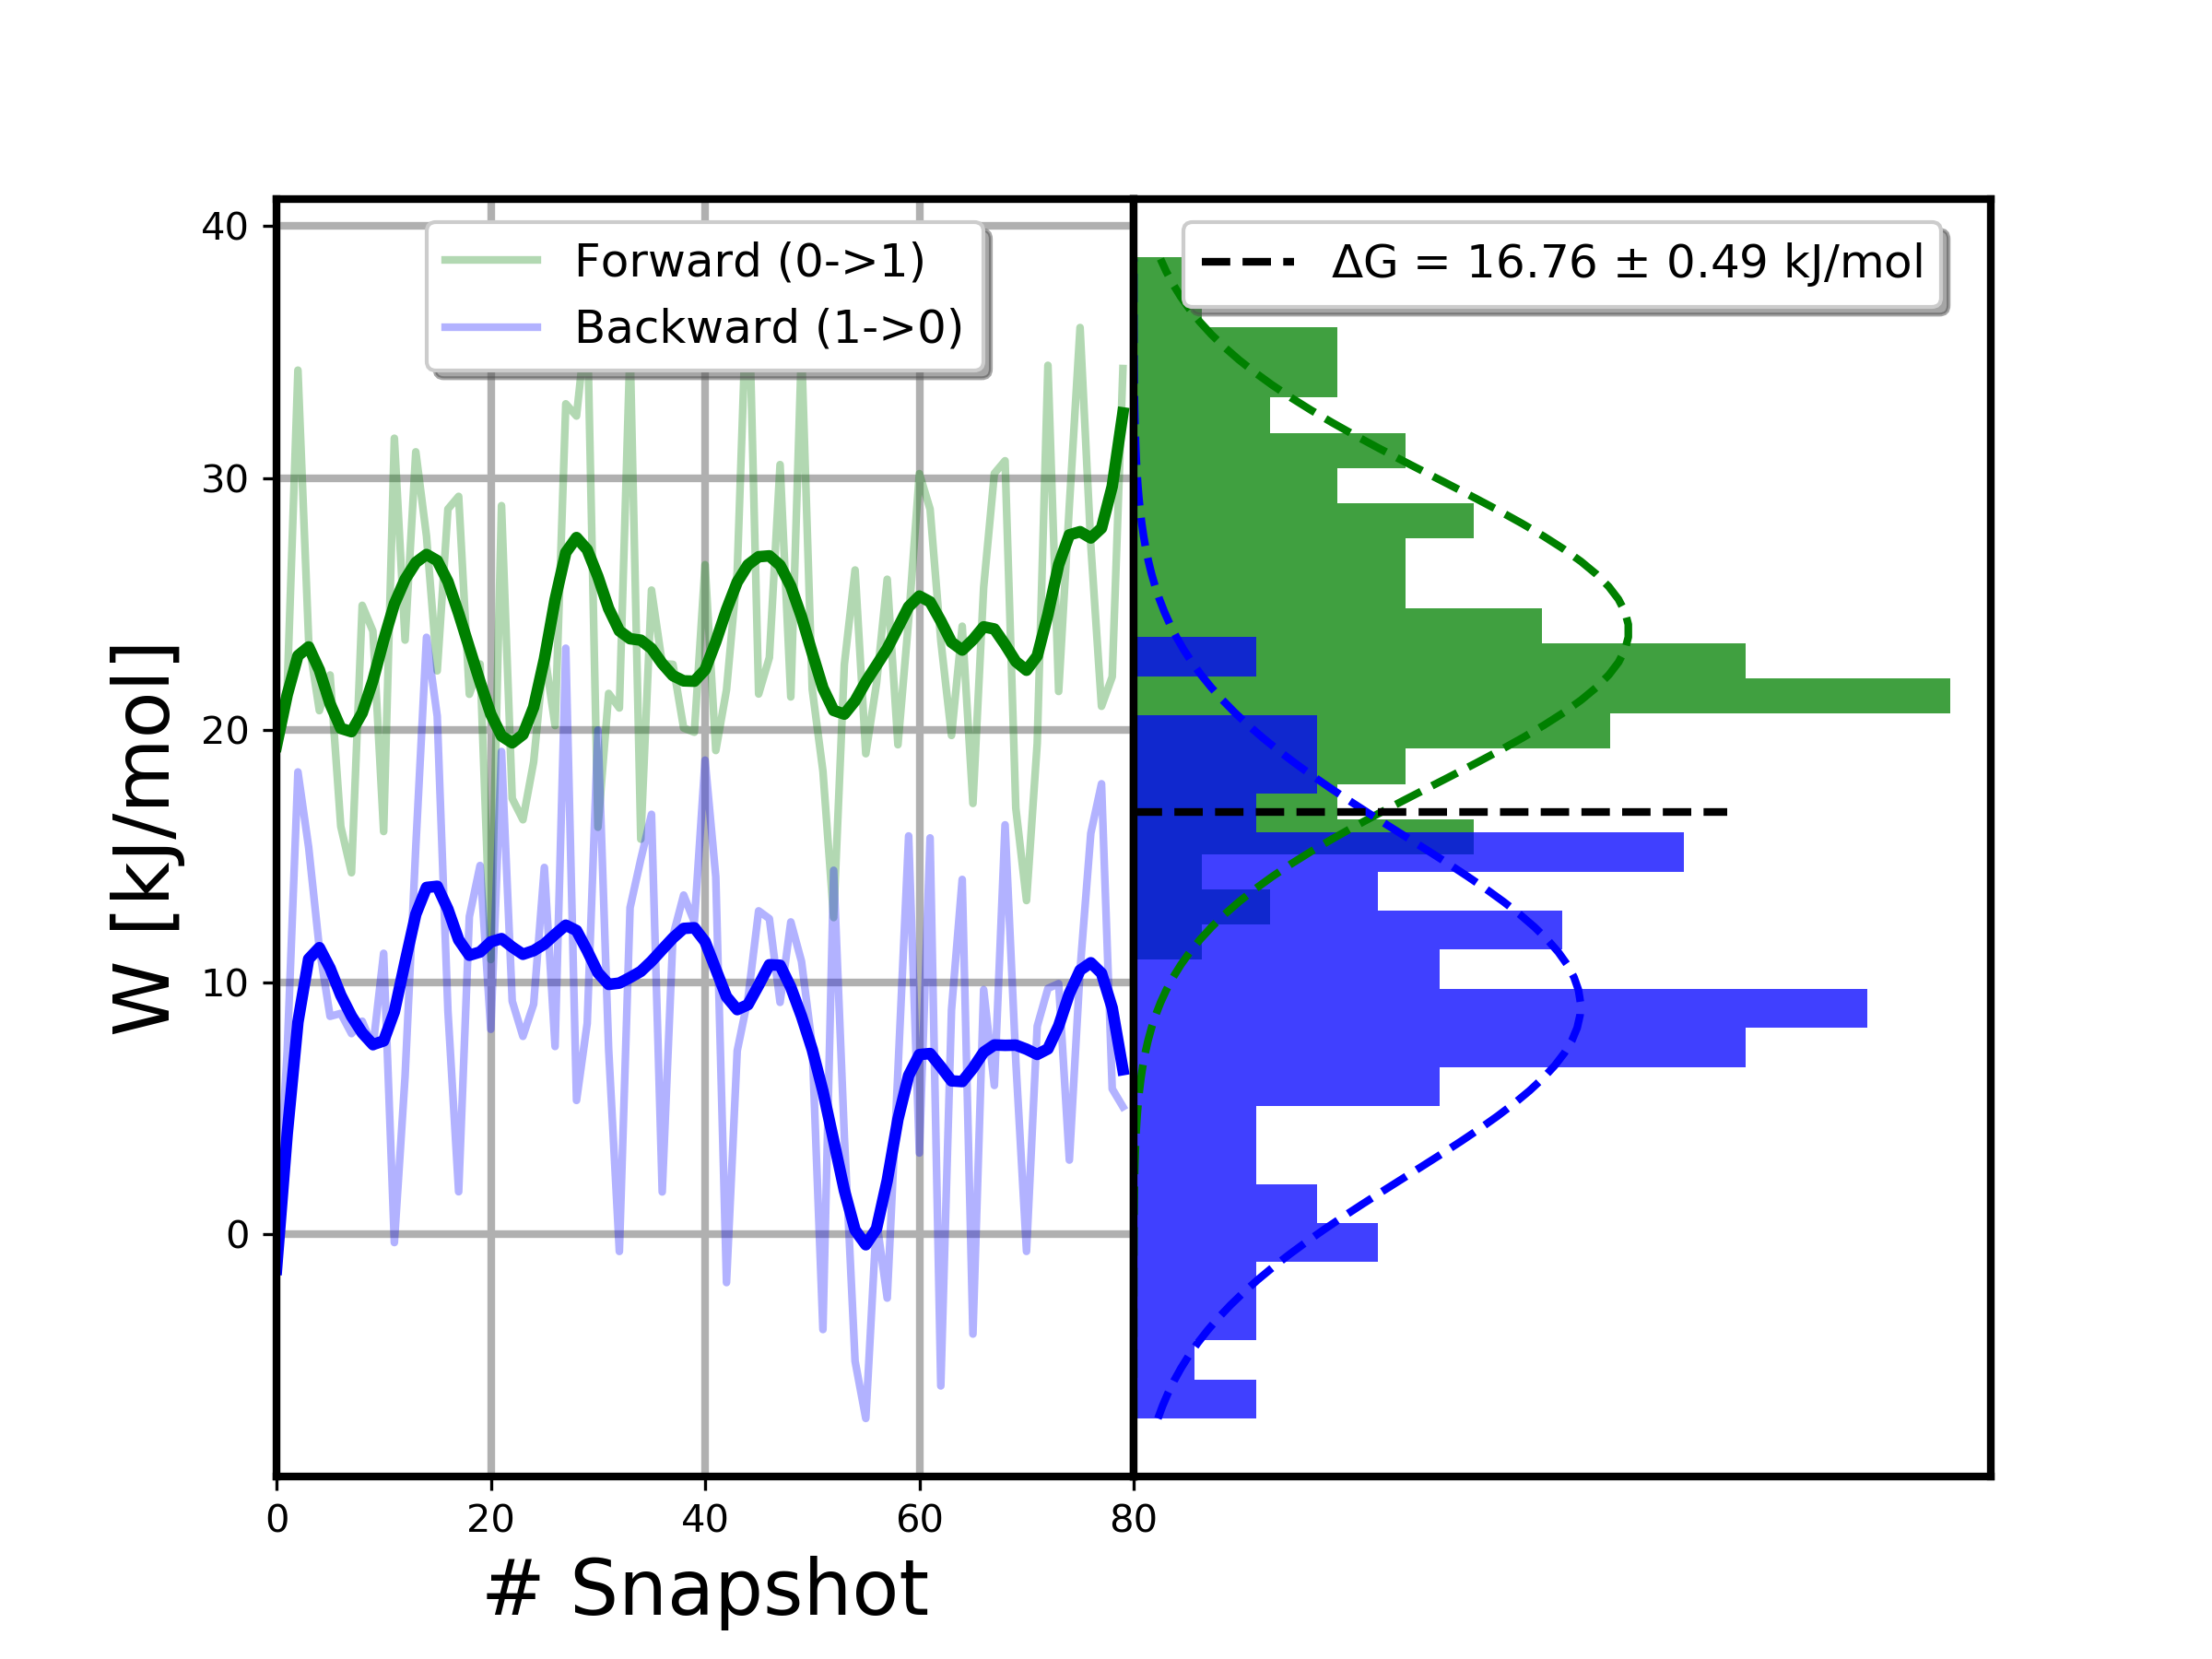 40
30
20
10
0
W [kJ/mol]
Forward (0->1)
Backward (1->0)
ΔG = 16.76 ± 0.49 kJ/mol
0 20 40 60 80
# Snapshot